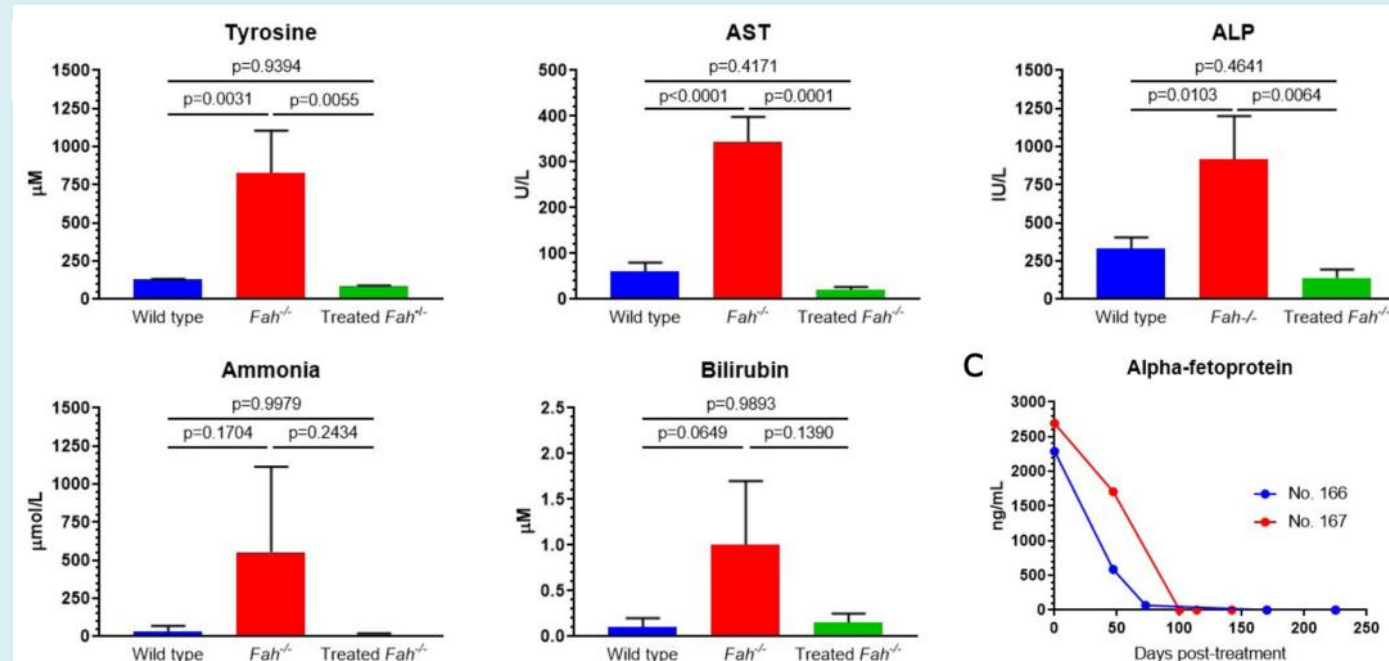 Tyrosine
1500
1250
1000
750
500
250
0
µM
p=0.9394
p=0.0031 p=0.0055
Wild type Fah-/- Treated Fah-/-
AST
500
400
300
200
100
0
U/L
p=0.4171
p<0.0001 p=0.0001
Wild type Fah-/- Treated Fah-/-
ALP
1500
1250
1000
750
500
250
0
IU/L
p=0.4641
p=0.0103 p=0.0064
Wild type Fah-/- Treated Fah-/-
Ammonia
1500
1250
1000
750
500
250
0
µmol/L
p=0.9979
p=0.1704 p=0.2434
Wild type Fah-/- Treated Fah-/-
Bilirubin
2.5
2.0
1.5
1.0
0.5
0.0
µM
p=0.9893
p=0.0649 p=0.1390
Wild type Fah-/- Treated Fah-/-
C
Alpha-fetoprotein
3000
2500
2000
1500
1000
500
0
ng/mL
No. 166
No. 167
0 50 100 150 200 250
Days post-treatment